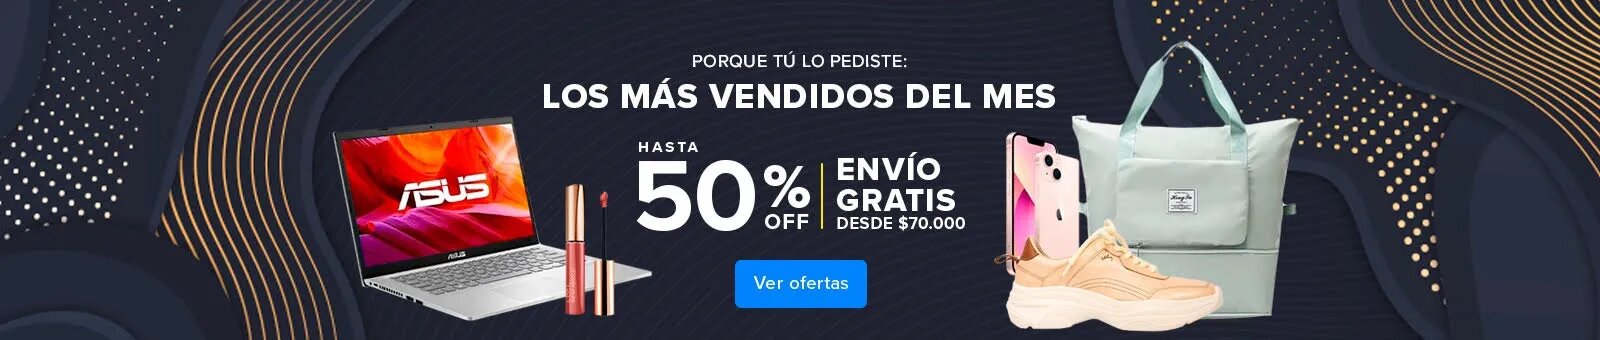 PORQUE TÚ LO PEDISTE:
LOS MÁS VENDIDOS DEL MES
HASTA
50%
OFF
ENVÍO
GRATIS
DESDE $70.000
Ver ofertas
ASUS
ASUS